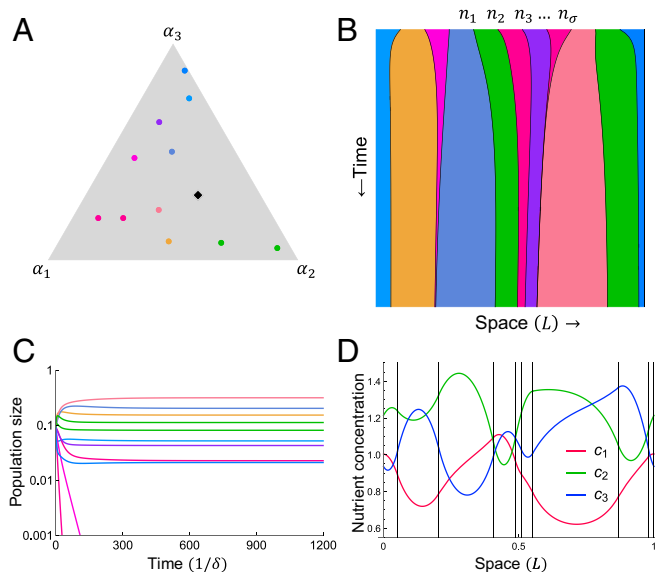 A
α3
α1
α2
B
n1 n2 n3 ... nσ
←Time
Space (L) →
C
Population size
1
0.1
0.01
0.001
0 300 600 900 1200
Time (1/δ)
D
Nutrient concentration
1.4
1.2
1.0
0.8
0.6
c1
c2
c3
0 0.5 1
Space (L)